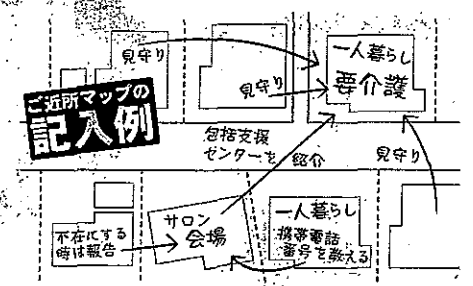 ご近所マップの
記入例
見守り
見守り
一人暮らし
要介護
包括支援
センターを 紹介
見守り
不在にする
時は報告
サロン
会場
一人暮らし
携帯電話
番号を教える